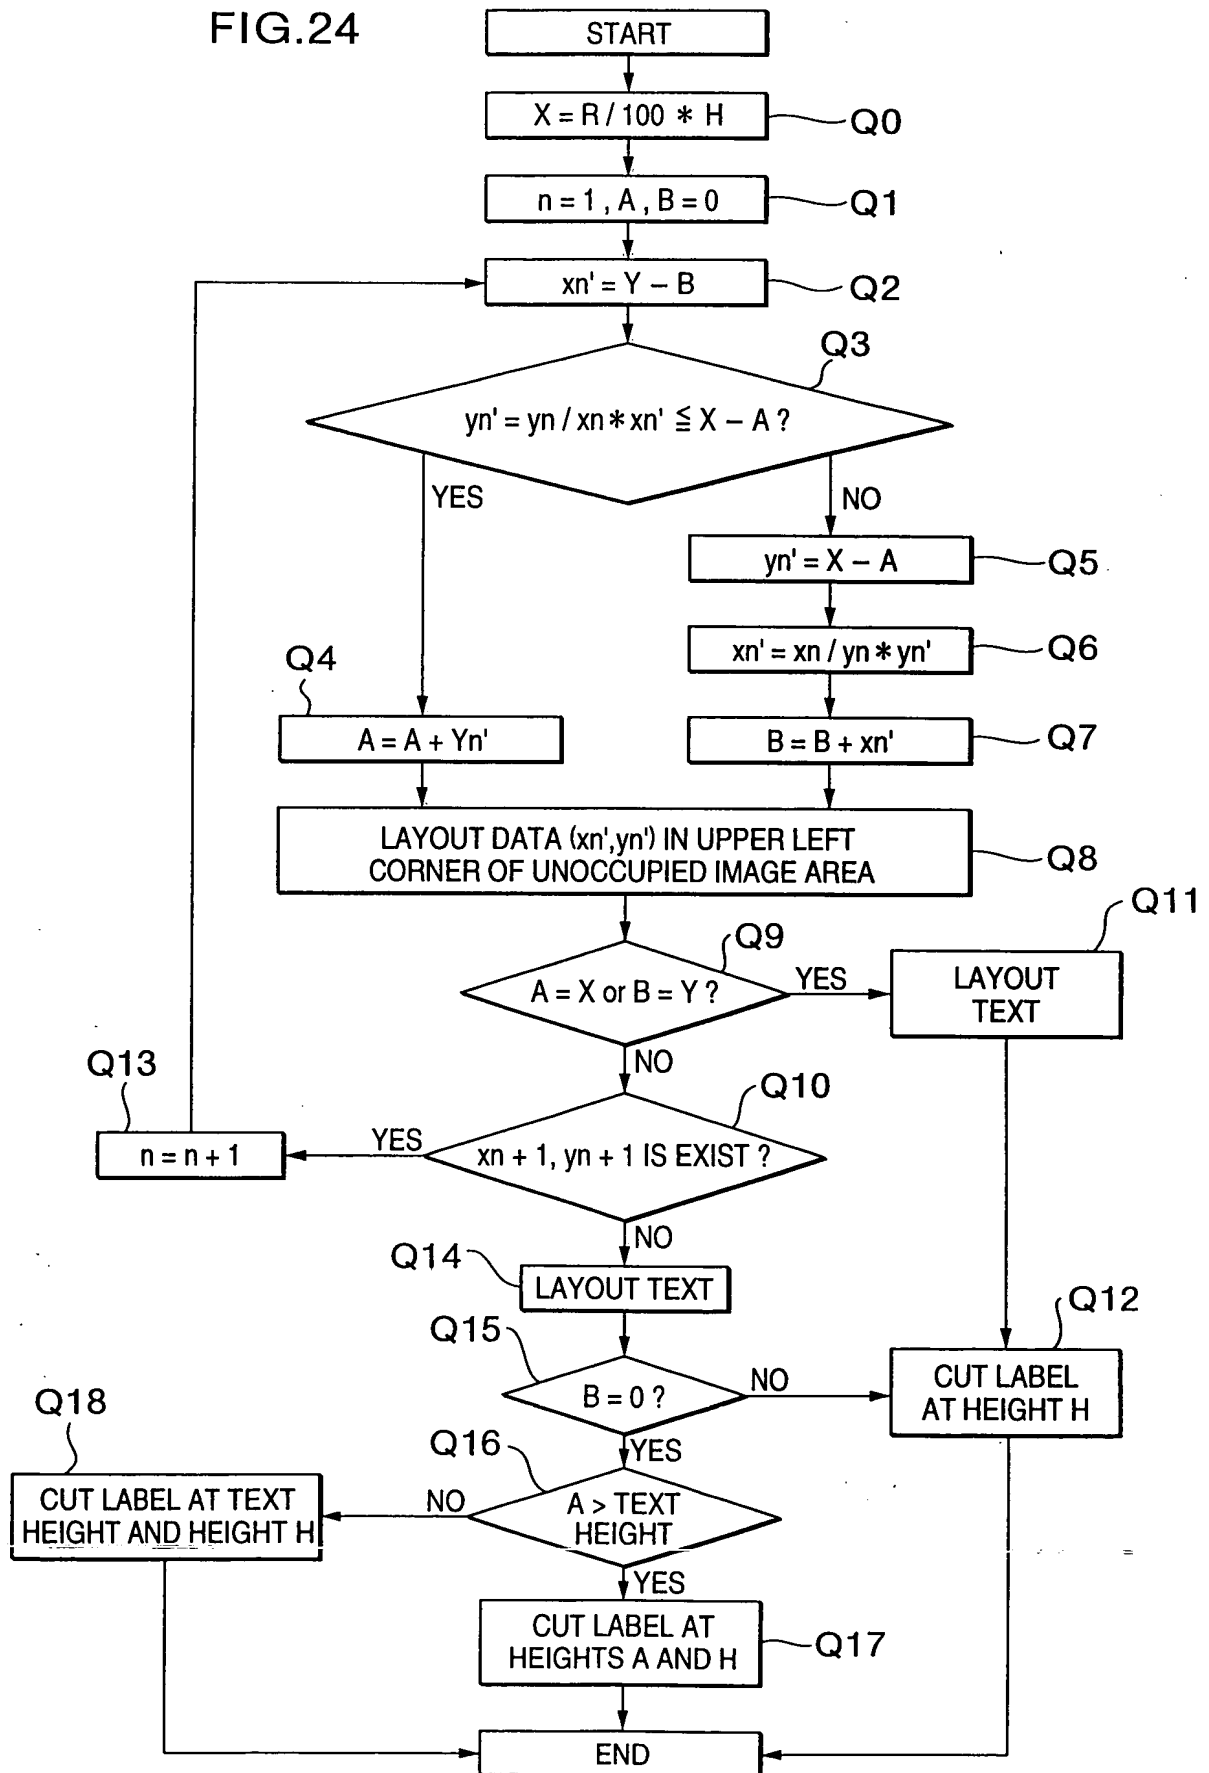 FIG.24
START
X = R / 100 * H
Q0
n = 1 , A , B = 0
Q1
xn' = Y – B
Q2
Q3
yn' = yn / xn * xn' ≦ X – A ?
YES
NO
yn' = X – A
Q5
xn' = xn / yn * yn'
Q6
Q4
A = A + Yn'
B = B + xn'
Q7
LAYOUT DATA (xn',yn') IN UPPER LEFT
CORNER OF UNOCCUPIED IMAGE AREA
Q8
Q9
A = X or B = Y ?
YES
Q11
LAYOUT
TEXT
NO
Q13
n = n + 1
YES
Q10
xn + 1, yn + 1 IS EXIST ?
NO
Q14
LAYOUT TEXT
Q15
B = 0 ?
NO
Q12
CUT LABEL
AT HEIGHT H
YES
Q18
CUT LABEL AT TEXT
HEIGHT AND HEIGHT H
NO
Q16
A > TEXT
HEIGHT
YES
CUT LABEL AT
HEIGHTS A AND H
Q17
END